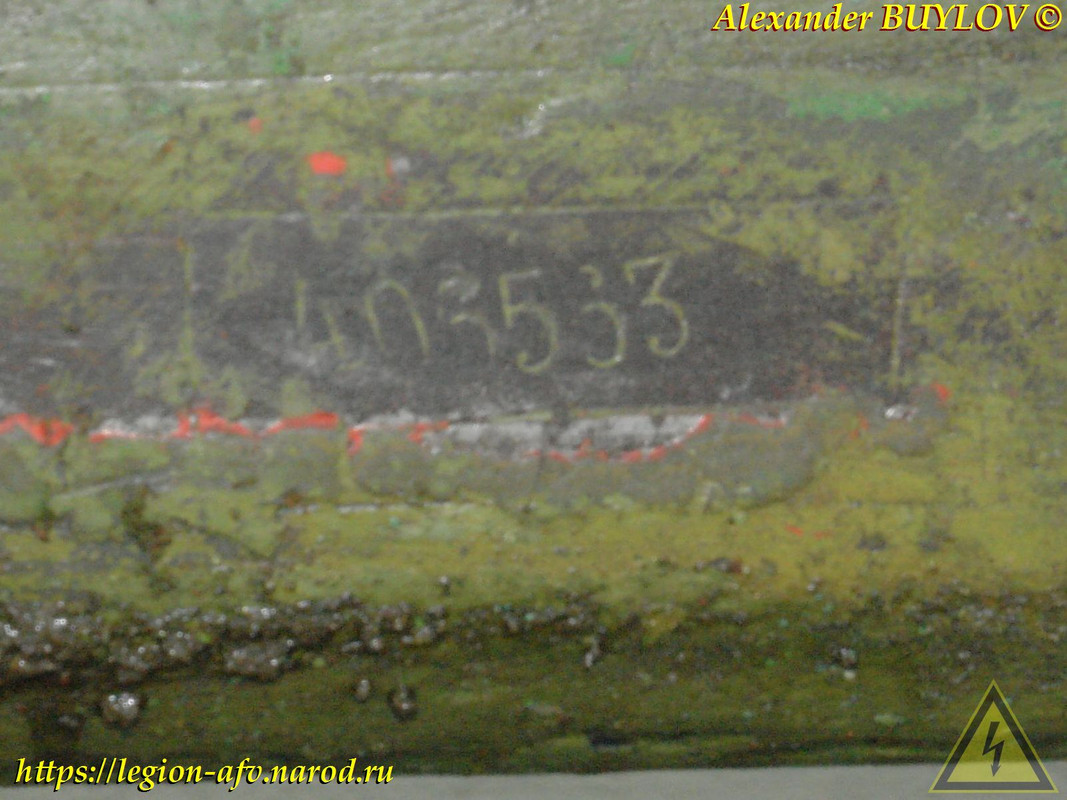 Alexander BUYLOV ©
403533
https://legion-afv.narod.ru